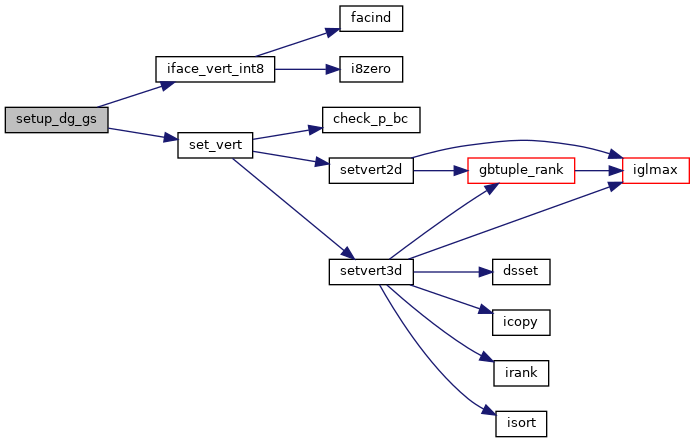 facind
iface_vert_int8
i8zero
setup_dg_gs
check_p_bc
set_vert
setvert2d
gbtuple_rank
iglmax
setvert3d
dsset
icopy
irank
isort